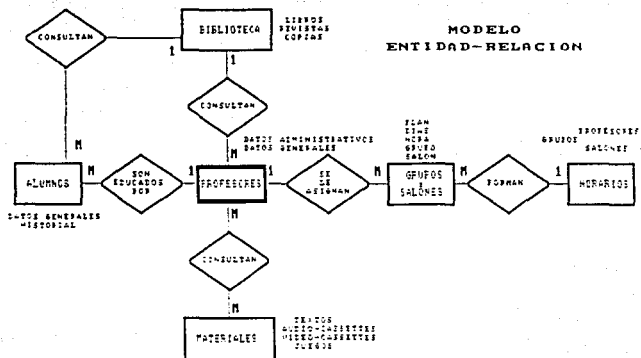 MODELO
ENTIDAD-RELACION
CONSULTAN
1
BIBLIOTECA
LIBROS
REVISTAS
COPIAS
1
CONSULTAN
M
M
DATOS ADMINISTRATIVOS
DATOS GENERALES
PLAN
DIAS
HORA
GRUPO
SALON
GRUPOS
PROFESORES
SALONES
ALUMNOS
M
SON
EDUCADOS
POR
1
PROFESORES
1
SE
LE
ASIGNAN
M
GRUPOS
Y
SALONES
M
FORMAN
1
HORARIOS
DATOS GENERALES
HISTORIAL
M
CONSULTAN
M
MATERIALES
TEXTOS
AUDIO-CASSETTES
VIDEO-CASSETTES
JUEGOS